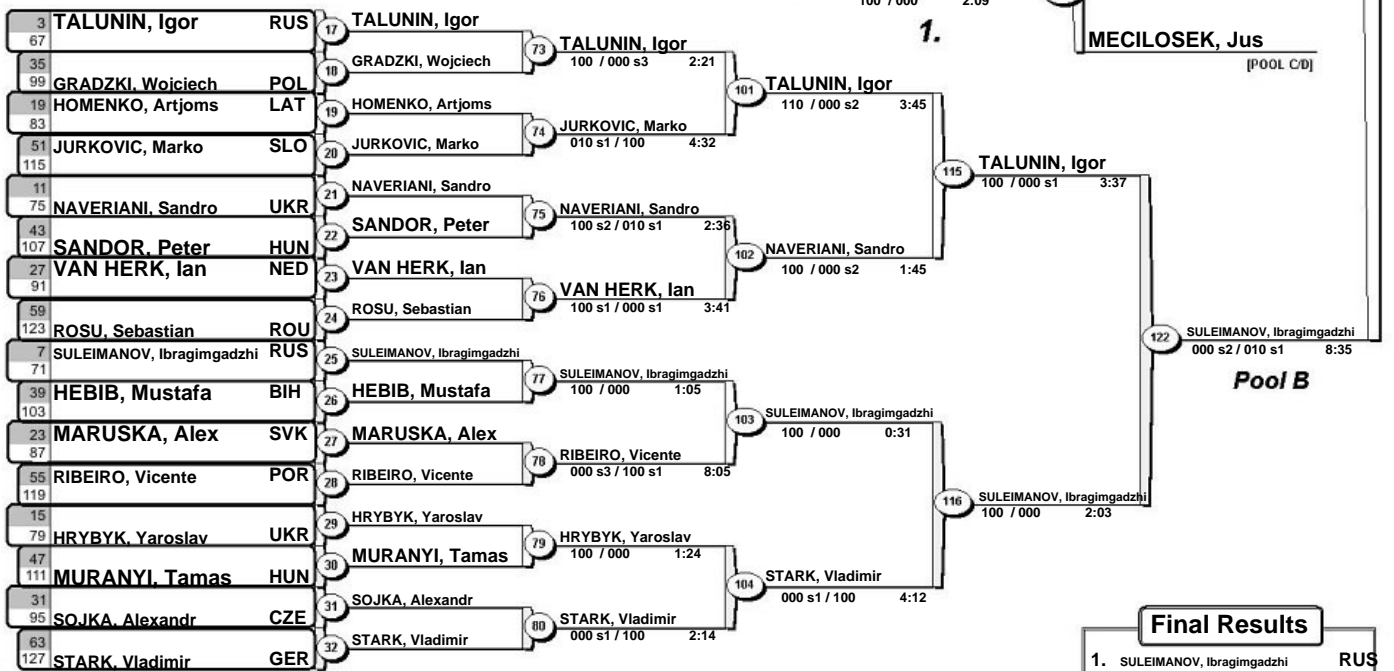 100 / 000 2:09
1.
MECILOSEK, Jus
[POOL C/D]
3 67 TALUNIN, Igor RUS
35 99 GRADZKI, Wojciech POL
19 83 HOMENKO, Artjoms LAT
51 115 JURKOVIC, Marko SLO
11 75 NAVERIANI, Sandro UKR
43 107 SANDOR, Peter HUN
27 91 VAN HERK, Ian NED
59 123 ROSU, Sebastian ROU
7 71 SULEIMANOV, Ibragimgadzhi RUS
39 103 HEBIB, Mustafa BIH
23 87 MARUSKA, Alex SVK
55 119 RIBEIRO, Vicente POR
15 79 HRYBYK, Yaroslav UKR
47 111 MURANYI, Tamas HUN
31 95 SOJKA, Alexandr CZE
63 127 STARK, Vladimir GER
17 TALUNIN, Igor
18 GRADZKI, Wojciech
19 HOMENKO, Artjoms
20 JURKOVIC, Marko
21 NAVERIANI, Sandro
22 SANDOR, Peter
23 VAN HERK, Ian
24 ROSU, Sebastian
25 SULEIMANOV, Ibragimgadzhi
26 HEBIB, Mustafa
27 MARUSKA, Alex
28 RIBEIRO, Vicente
29 HRYBYK, Yaroslav
30 MURANYI, Tamas
31 SOJKA, Alexandr
32 STARK, Vladimir
73 TALUNIN, Igor
100 / 000 s3 2:21
74 JURKOVIC, Marko
010 s1 / 100 4:32
75 NAVERIANI, Sandro
100 s2 / 010 s1 2:36
76 VAN HERK, Ian
100 s1 / 000 s1 3:41
77 SULEIMANOV, Ibragimgadzhi
100 / 000 1:05
78 RIBEIRO, Vicente
000 s3 / 100 s1 8:05
79 HRYBYK, Yaroslav
100 / 000 1:24
80 STARK, Vladimir
000 s1 / 100 2:14
101 TALUNIN, Igor
110 / 000 s2 3:45
102 NAVERIANI, Sandro
100 / 000 s2 1:45
103 SULEIMANOV, Ibragimgadzhi
100 / 000 0:31
104 STARK, Vladimir
000 s1 / 100 4:12
115 TALUNIN, Igor
100 / 000 s1 3:37
116 SULEIMANOV, Ibragimgadzhi
100 / 000 2:03
122 SULEIMANOV, Ibragimgadzhi
000 s2 / 010 s1 8:35
Pool B
Final Results
1. SULEIMANOV, Ibragimgadzhi RUS